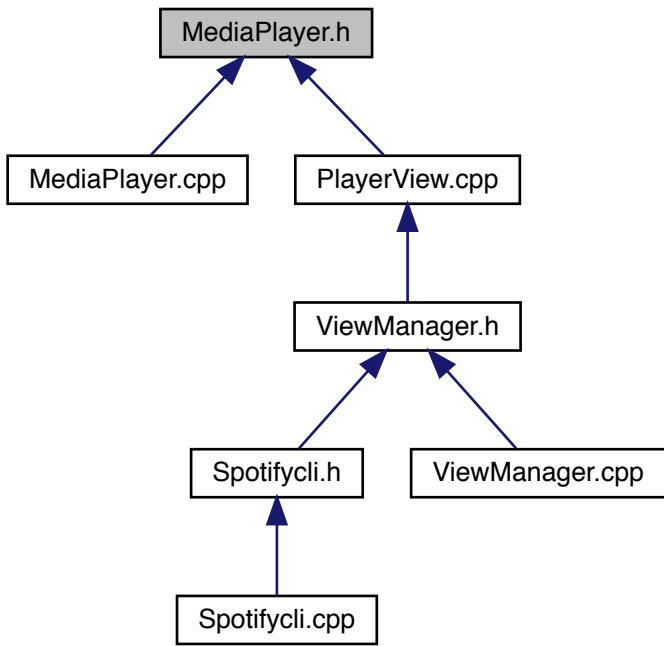 MediaPlayer.h
MediaPlayer.cpp
PlayerView.cpp
ViewManager.h
Spotifycli.h
ViewManager.cpp
Spotifycli.cpp